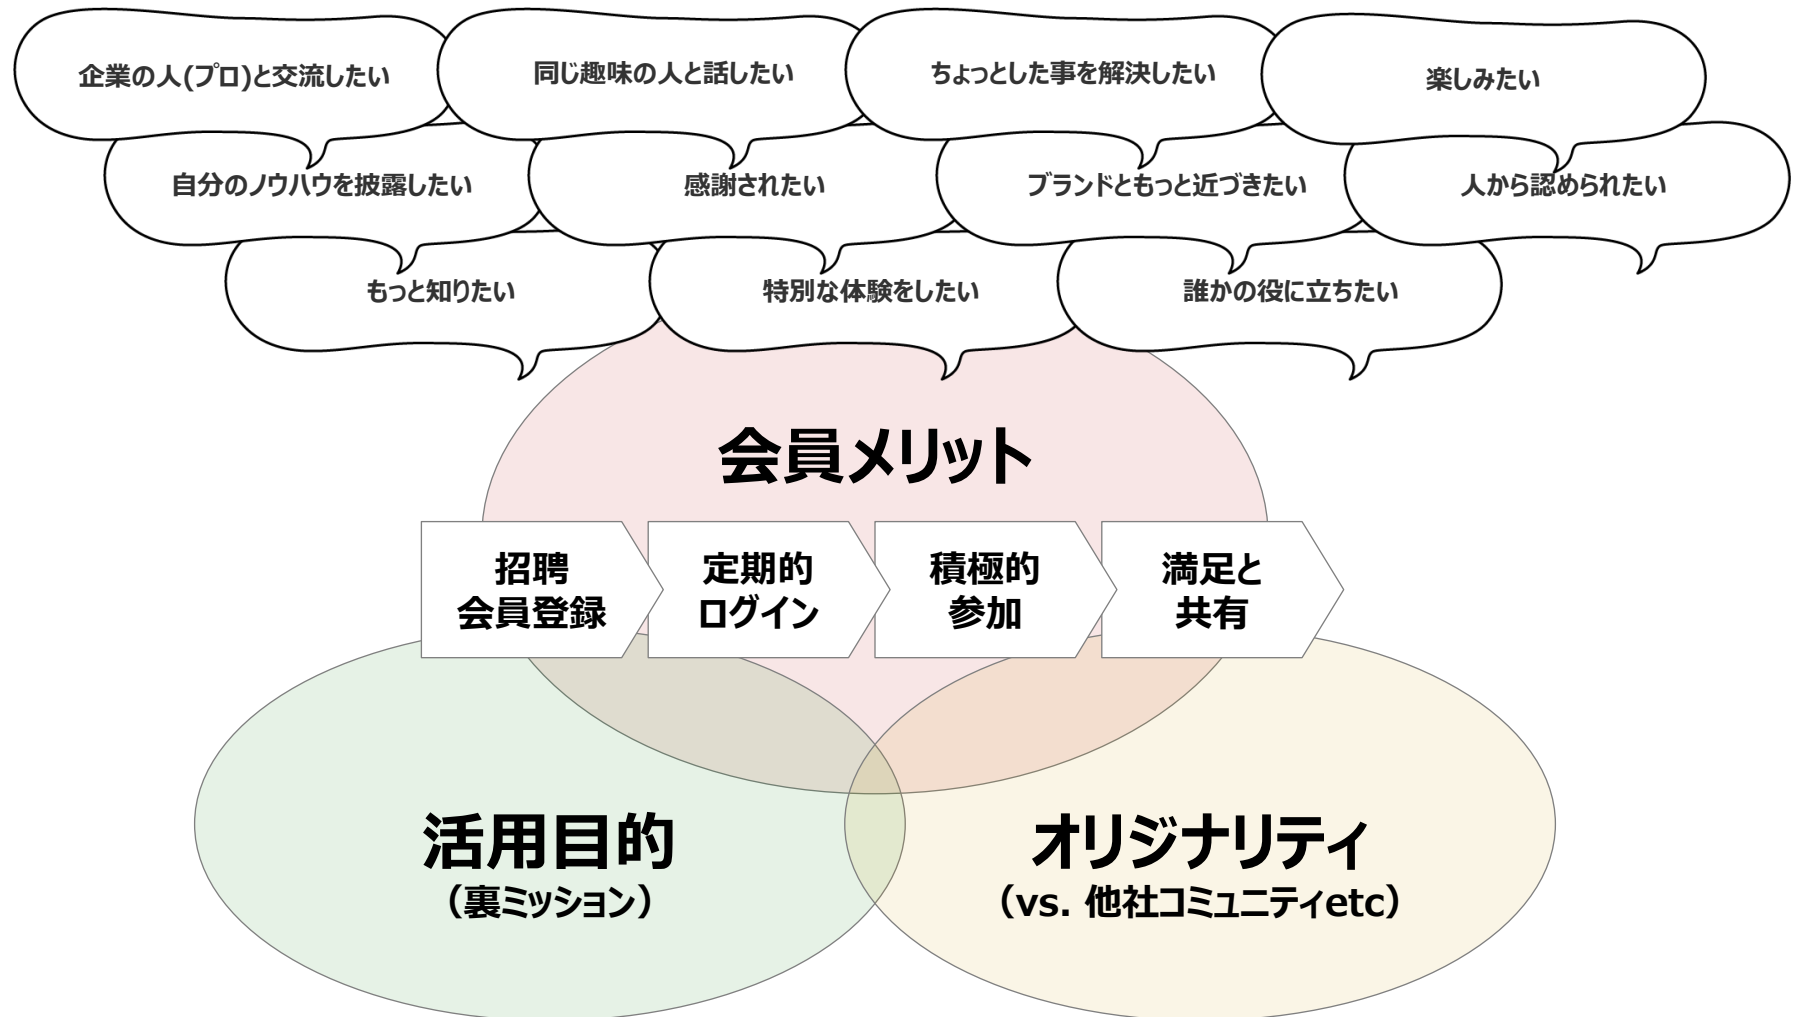 企業の人(プロ)と交流したい
同じ趣味の人と話したい
ちょっとした事を解決したい
楽しみたい
自分のノウハウを披露したい
感謝されたい
ブランドともっと近づきたい
人から認められたい
もっと知りたい
特別な体験をしたい
誰かの役に立ちたい
会員メリット
招聘
会員登録
定期的
ログイン
積極的
参加
満足と
共有
活用目的
（裏ミッション）
オリジナリティ
（vs. 他社コミュニティetc）